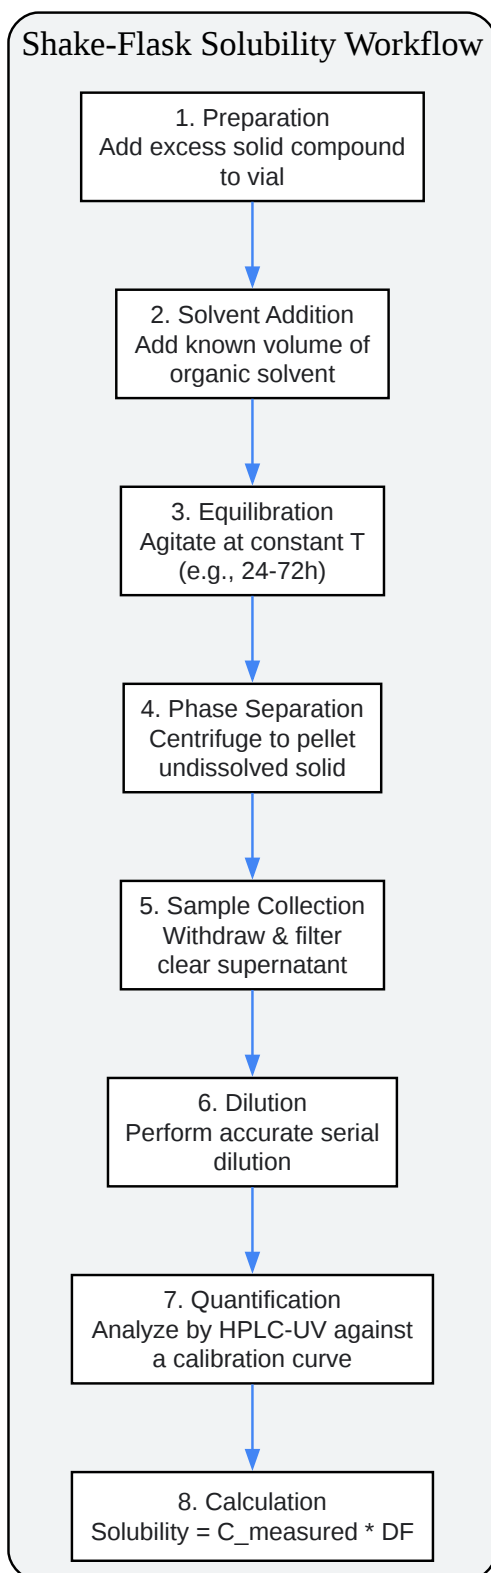 Shake-Flask Solubility Workflow
1. Preparation
Add excess solid compound
to vial
2. Solvent Addition
Add known volume of
organic solvent
3. Equilibration
Agitate at constant T
(e.g., 24-72h)
4. Phase Separation
Centrifuge to pellet
undissolved solid
5. Sample Collection
Withdraw & filter
clear supernatant
6. Dilution
Perform accurate serial
dilution
7. Quantification
Analyze by HPLC-UV against
a calibration curve
8. Calculation
Solubility = C_measured * DF